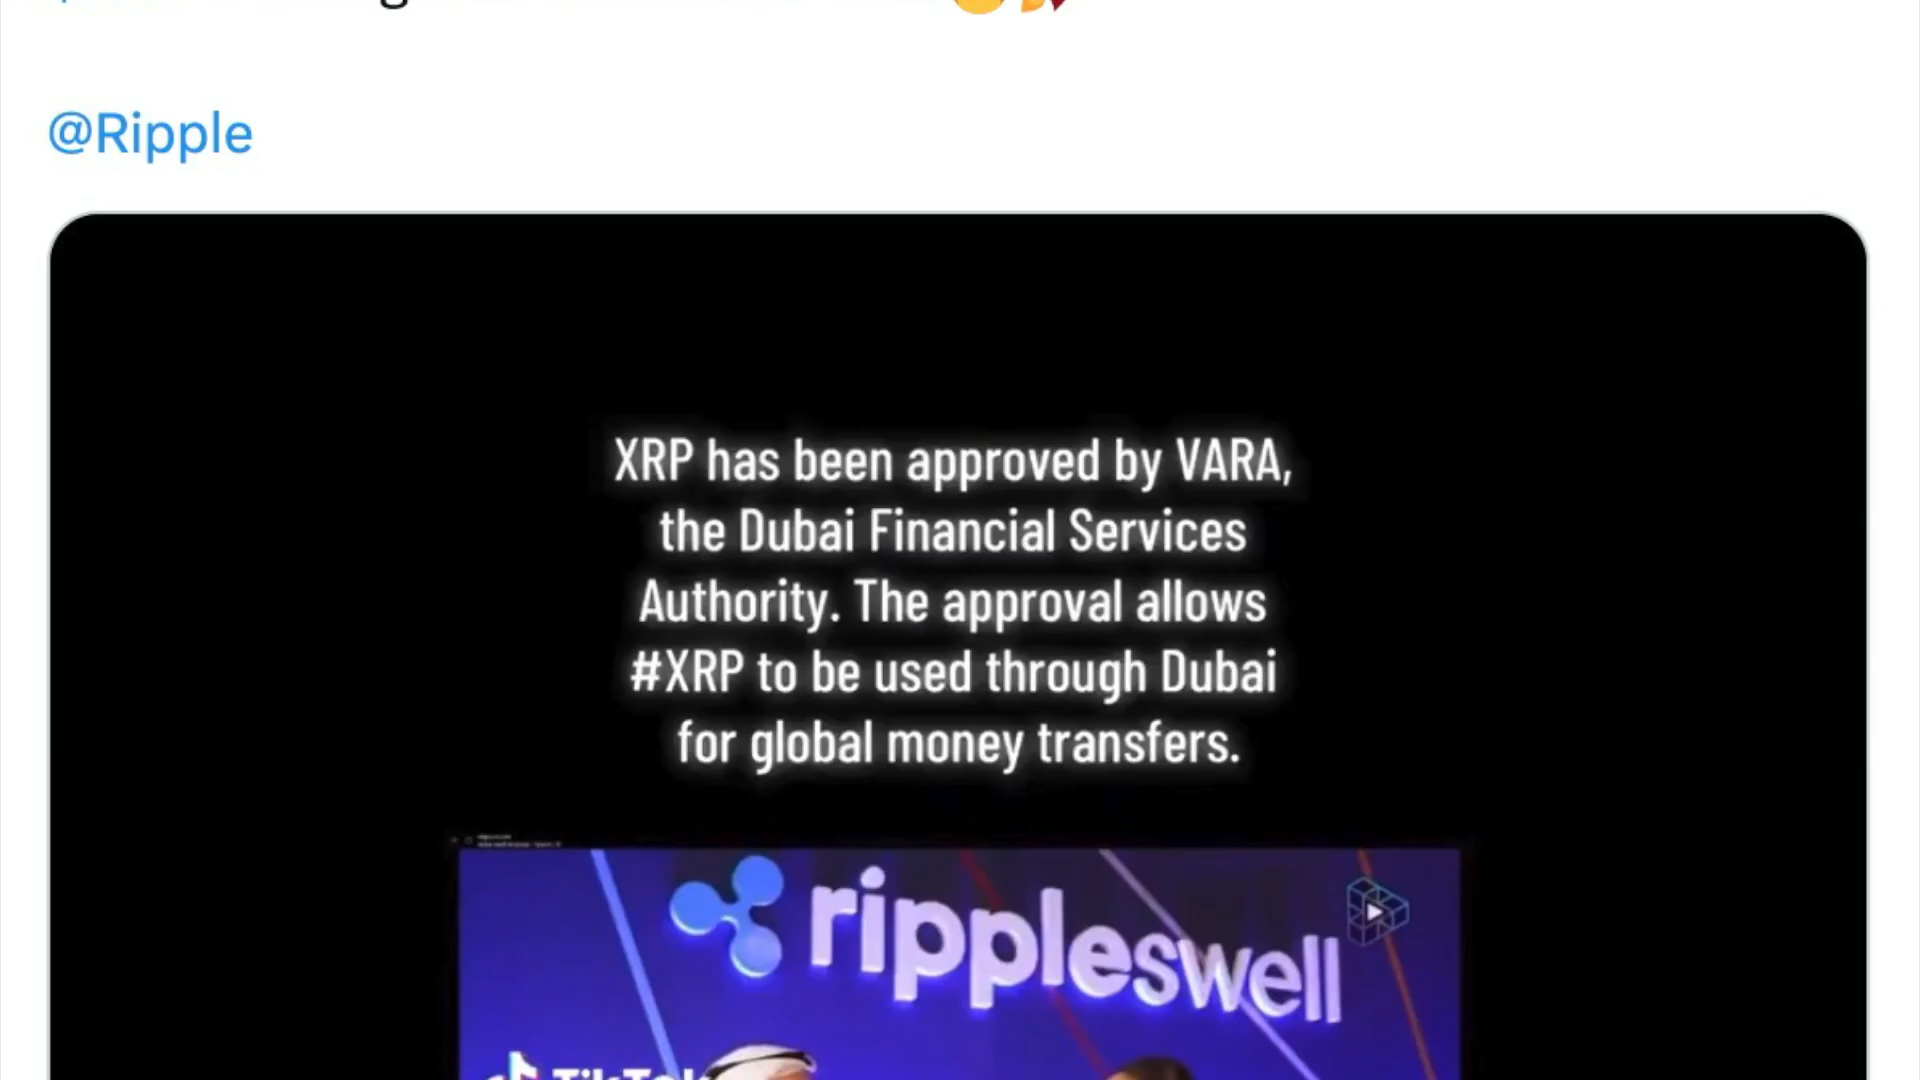 @Ripple
XRP has been approved by VARA,
the Dubai Financial Services
Authority. The approval allows
#XRP to be used through Dubai
for global money transfers.
rippleswell
TikTok